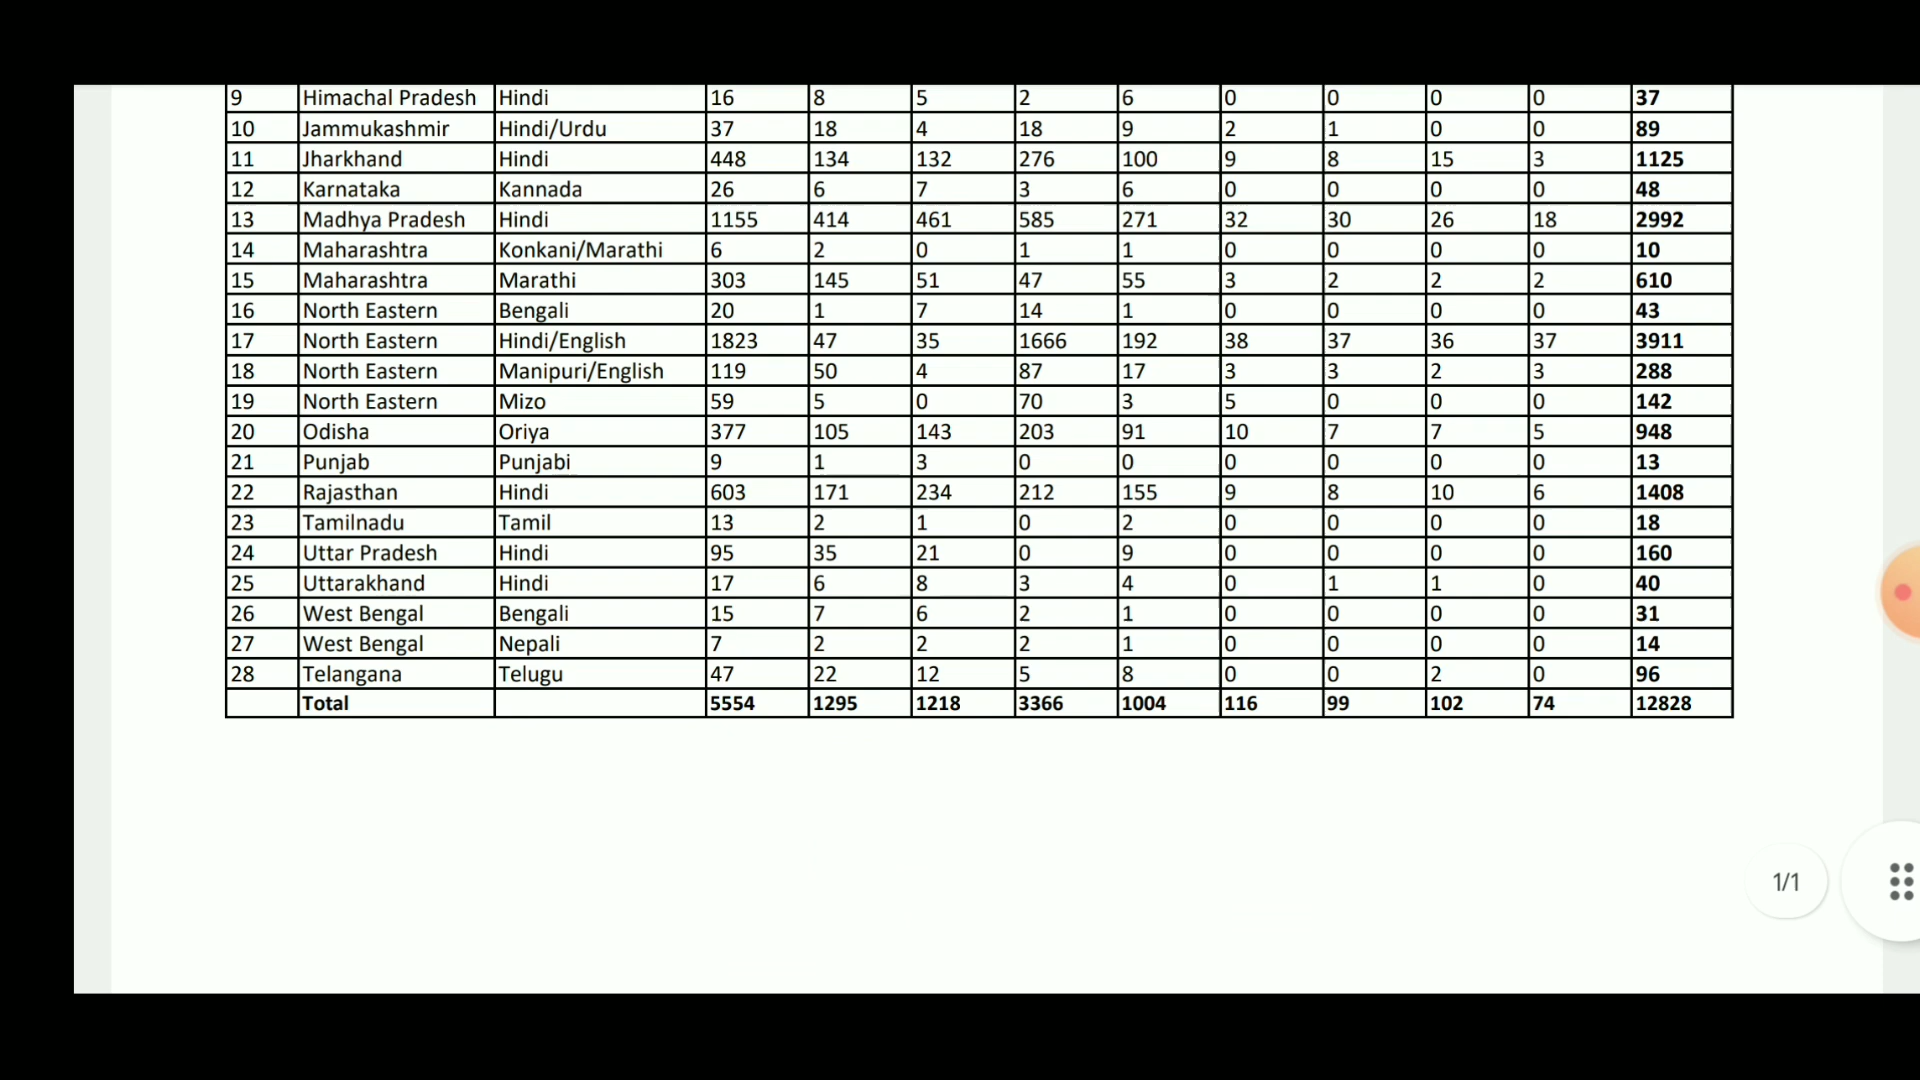 9 Himachal Pradesh Hindi 16 8 5 2 6 0 0 0 0 37
10 Jammukashmir Hindi/Urdu 37 18 4 18 9 2 1 0 0 89
11 Jharkhand Hindi 448 134 132 276 100 9 8 15 3 1125
12 Karnataka Kannada 26 6 7 3 6 0 0 0 0 48
13 Madhya Pradesh Hindi 1155 414 461 585 271 32 30 26 18 2992
14 Maharashtra Konkani/Marathi 6 2 0 1 1 0 0 0 0 10
15 Maharashtra Marathi 303 145 51 47 55 3 2 2 2 610
16 North Eastern Bengali 20 1 7 14 1 0 0 0 0 43
17 North Eastern Hindi/English 1823 47 35 1666 192 38 37 36 37 3911
18 North Eastern Manipuri/English 119 50 4 87 17 3 3 2 3 288
19 North Eastern Mizo 59 5 0 70 3 5 0 0 0 142
20 Odisha Oriya 377 105 143 203 91 10 7 7 5 948
21 Punjab Punjabi 9 1 3 0 0 0 0 0 0 13
22 Rajasthan Hindi 603 171 234 212 155 9 8 10 6 1408
23 Tamilnadu Tamil 13 2 1 0 2 0 0 0 0 18
24 Uttar Pradesh Hindi 95 35 21 0 9 0 0 0 0 160
25 Uttarakhand Hindi 17 6 8 3 4 0 1 1 0 40
26 West Bengal Bengali 15 7 6 2 1 0 0 0 0 31
27 West Bengal Nepali 7 2 2 2 1 0 0 0 0 14
28 Telangana Telugu 47 22 12 5 8 0 0 2 0 96
Total 5554 1295 1218 3366 1004 116 99 102 74 12828
1/1